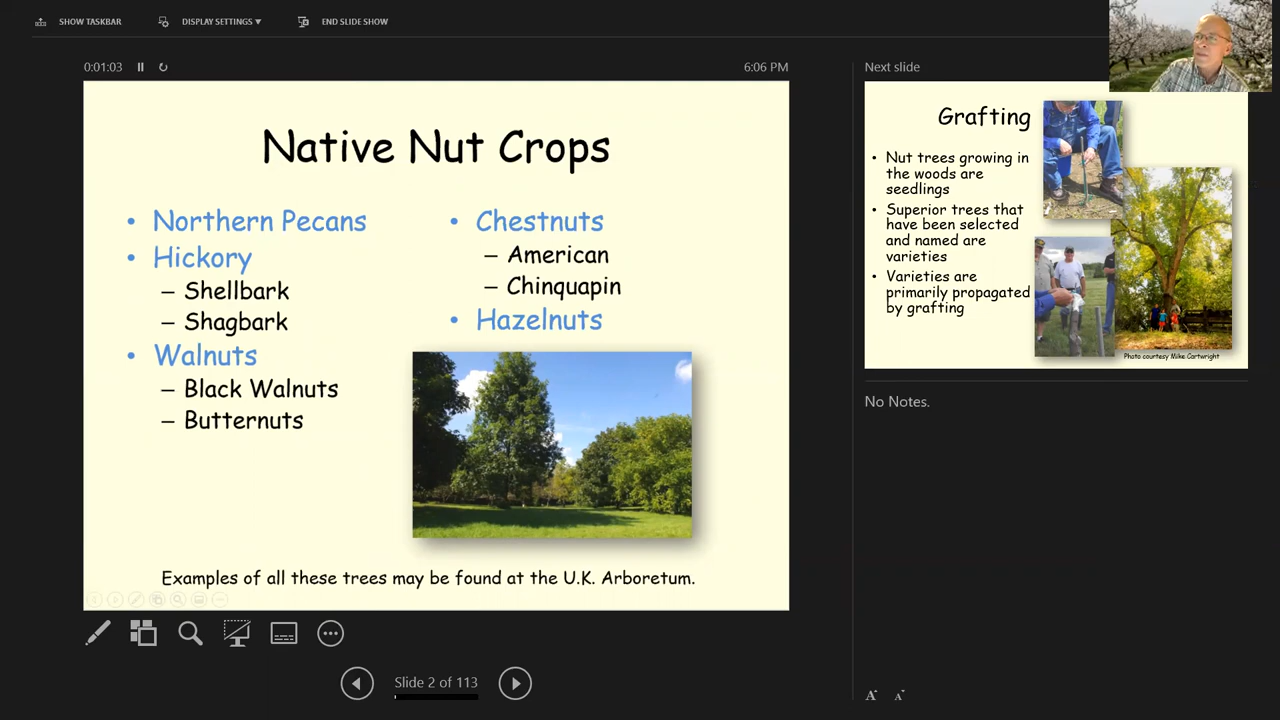 SHOW TASKBAR
DISPLAY SETTINGS ▼
END SLIDE SHOW
0:01:03
6:06 PM
Native Nut Crops
• Northern Pecans
• Hickory
– Shellbark
– Shagbark
• Walnuts
– Black Walnuts
– Butternuts
• Chestnuts
– American
– Chinquapin
• Hazelnuts
Examples of all these trees may be found at the U.K. Arboretum.
Slide 2 of 113
Next slide
Grafting
• Nut trees growing in
the woods are
seedlings
• Superior trees that
have been selected
and named are
varieties
• Varieties are
primarily propagated
by grafting
Photo courtesy Mike Cartwright
No Notes.
A A